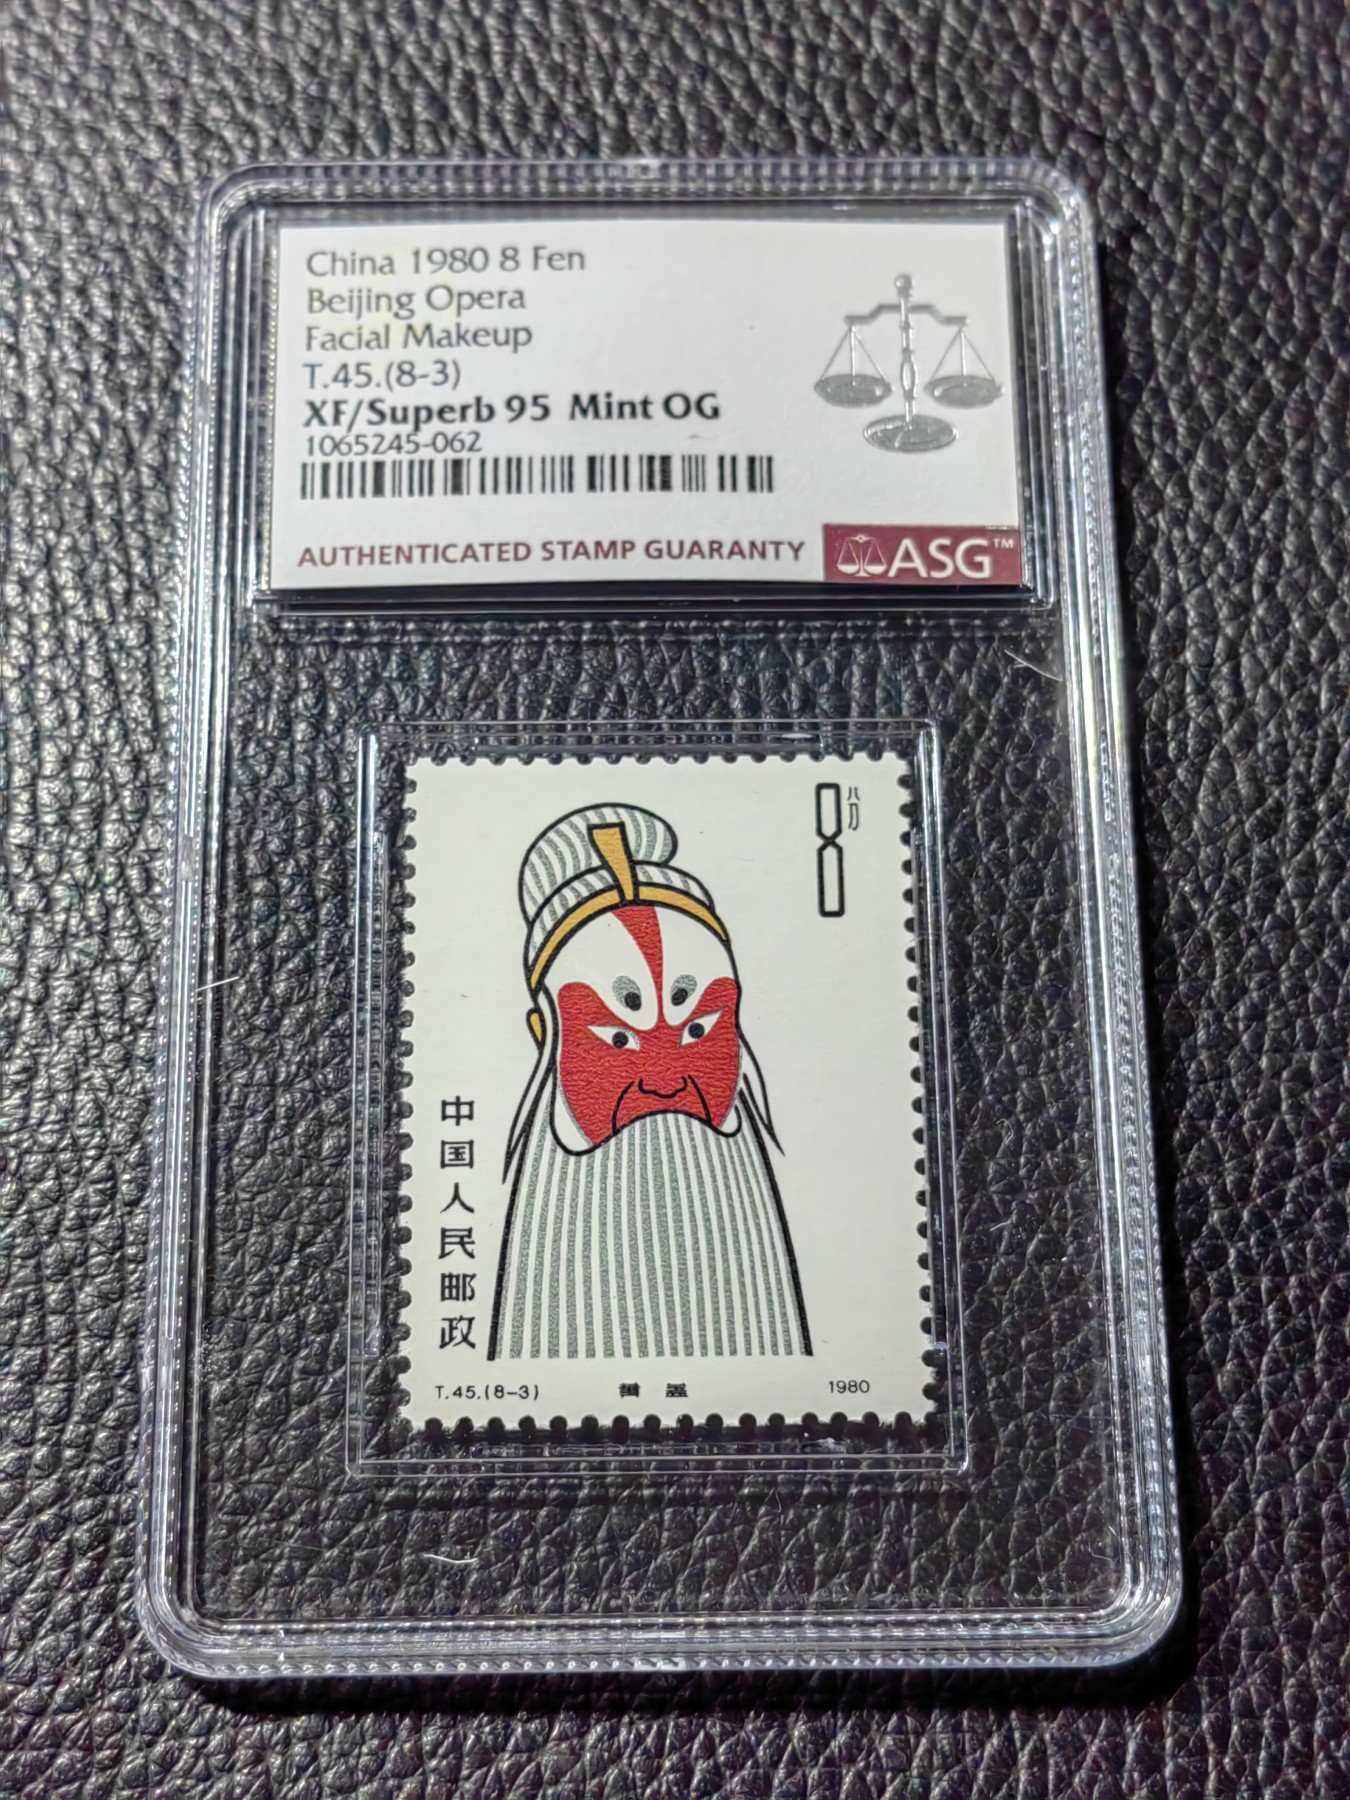 China 1980 8 Fen
Beijing Opera
Facial Makeup
T.45.(8-3)
XF/Superb 95 Mint OG
1065245-062
AUTHENTICATED STAMP GUARANTY
ASG™
8 八分
中国人民邮政
T.45.(8-3)
1980